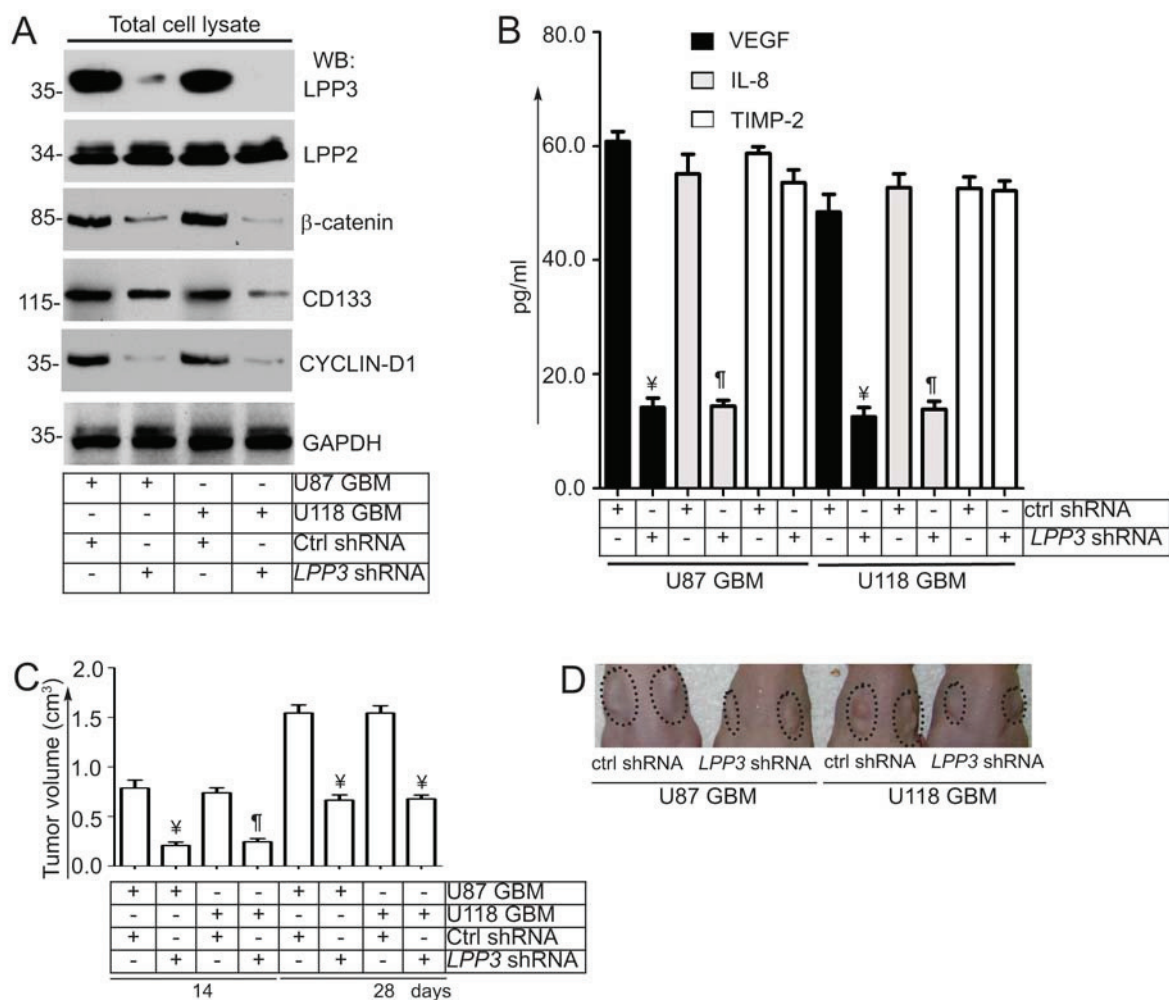 A
Total cell lysate
WB:
35- LPP3
34- LPP2
85- β-catenin
115- CD133
35- CYCLIN-D1
35- GAPDH
+ + - - U87 GBM
- - + + U118 GBM
+ - + - Ctrl shRNA
- + - + LPP3 shRNA
B
80.0
60.0
40.0
20.0
0.0
pg/ml
VEGF
IL-8
TIMP-2
¥ ¶ ¥ ¶
+ - + - + - + - + - + - ctrl shRNA
- + - + - + - + - + - + LPP3 shRNA
U87 GBM U118 GBM
C
2.0
1.5
1.0
0.5
0.0
Tumor volume (cm³)
¥ ¶ ¥ ¥
+ + - - + + - - U87 GBM
- - + + - - + + U118 GBM
+ - + - + - + - Ctrl shRNA
- + - + - + - + LPP3 shRNA
14 28 days
D
ctrl shRNA LPP3 shRNA ctrl shRNA LPP3 shRNA
U87 GBM U118 GBM